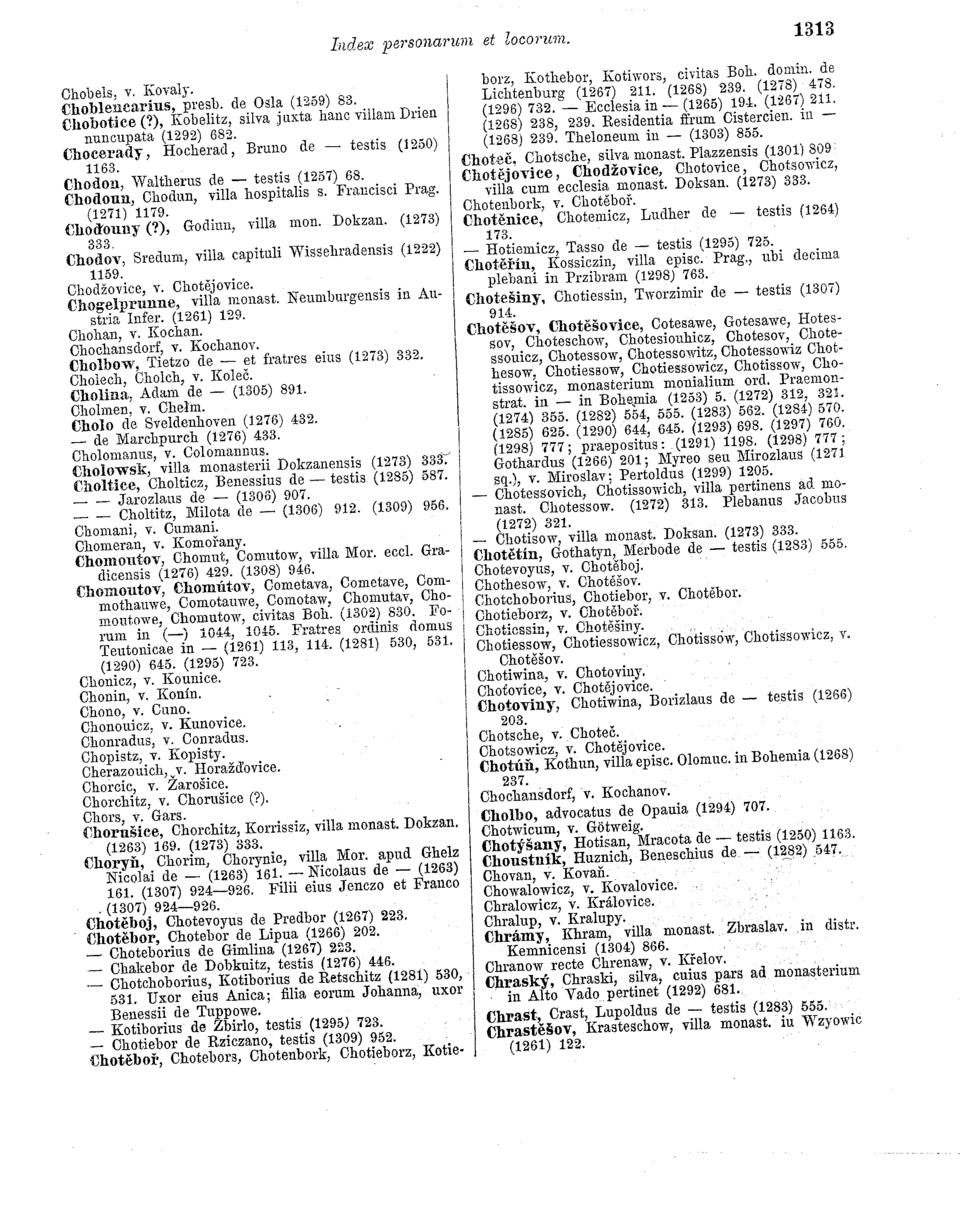 Index personarum et locorum.
1313
Chobels, v. Kovaly.
Choblencarius, presb. de Osla (1259) 83.
Chobotice (?), Kobelitz, silva juxta hanc villam Drien
nuncupata (1292) 682.
Chocerady, Hocherad, Bruno de — testis (1250)
1163.
Chodon, Waltherus de — testis (1257) 68.
Chodoun, Chodun, villa hospitalis s. Francisci Prag.
(1271) 1179.
Choďouny (?), Godiun, villa mon. Dokzan. (1273)
333.
Chodov, Sredum, villa capituli Wissehradensis (1222)
1159.
Chodžovice, v. Chotějovice.
Chogelprunne, villa monast. Neumburgensis in Au-
stria Infer. (1261) 129.
Chohan, v. Kochan.
Chochansdorf, v. Kochanov.
Cholbow, Tietzo de — et fratres eius (1273) 332.
Cholech, Cholch, v. Koleč.
Cholina, Adam de — (1305) 891.
Cholmen, v. Chełm.
Cholo de Sveldenhoven (1276) 432.
— de Marchpurch (1276) 433.
Cholomanus, v. Colomannus.
Cholowsk, villa monasterii Dokzanensis (1273) 333.
Choltice, Cholticz, Benessius de — testis (1285) 587.
— — Jarozlaus de — (1306) 907.
— — Choltitz, Milota de — (1306) 912. (1309) 956.
Chomani, v. Cumani.
Chomeran, v. Komořany.
Chomoutov, Chomut, Comutow, villa Mor. eccl. Gra-
dicensis (1276) 429. (1308) 946.
Chomoutov, Chomútov, Cometava, Cometave, Com-
mothauwe, Comotauwe, Comotaw, Chomutav, Cho-
moutowe, Chomutow, civitas Boh. (1302) 830. Fo-
rum in (—) 1044, 1045. Fratres ordinis domus
Teutonicae in — (1261) 113, 114. (1281) 530, 531.
(1290) 645. (1295) 723.
Chonicz, v. Kounice.
Chonin, v. Konín.
Chono, v. Cuno.
Chonouicz, v. Kunovice.
Chonradus, v. Conradus.
Chopistz, v. Kopisty.
Cherazouich, v. Horažďovice.
Chorcic, v. Žarošice.
Chorchitz, v. Chorušice (?).
Chors, v. Gars.
Chorušice, Chorchitz, Korrissiz, villa monast. Dokzan.
(1263) 169. (1273) 333.
Choryň, Chorim, Chorynic, villa Mor. apud Ghelz
Nicolai de — (1263) 161. — Nicolaus de — (1263)
161. (1307) 924—926. Filii eius Jenczo et Franco
(1307) 924—926.
Chotěboj, Chotevoyus de Predbor (1267) 223.
Chotěbor, Chotebor de Lipua (1266) 202.
— Choteborius de Gimlina (1267) 223.
— Chakebor de Dobknitz, testis (1276) 446.
— Chotchoborius, Kotiborius de Retschitz (1281) 530,
531. Uxor eius Anica; filia eorum Johanna, uxor
Benessii de Tuppowe.
— Kotiborius de Zbirlo, testis (1295) 723.
— Chotiebor de Rziczano, testis (1309) 952.
Chotěboř, Chotebors, Chotenbork, Chotieborz, Kotie-
borz, Kothebor, Kotiwors, civitas Boh. domin. de
Lichtenburg (1267) 211. (1268) 239. (1278) 478.
(1296) 732. — Ecclesia in — (1265) 194. (1267) 211.
(1268) 238, 239. Residentia ffrum Cistercien. in —
(1268) 239. Theloneum in — (1303) 855.
Choteč, Chotsche, silva monast. Plazzensis (1301) 809
Chotějovice, Chodžovice, Chotovice, Chotsowicz,
villa cum ecclesia monast. Doksan. (1273) 333.
Chotenbork, v. Chotěboř.
Chotěnice, Chotemicz, Ludher de — testis (1264)
173.
— Hotiemicz, Tasso de — testis (1295) 725.
Chotěřín, Kossiczin, villa episc. Prag., ubi decima
plebani in Przibram (1298) 763.
Chotešiny, Chotiessin, Tworzimir de — testis (1307)
914.
Chotěšov, Chotěšovice, Cotesawe, Gotesawe, Hotes-
sov, Choteschow, Chotesiouhicz, Chotesov, Chote-
ssouicz, Chotessow, Chotessowitz, Chotessowiz Chot-
hesow, Chotiessow, Chotiessowicz, Chotissow, Cho-
tissowicz, monasterium monialium ord. Praemon-
strat. in — in Bohemia (1253) 5. (1272) 312, 321.
(1274) 355. (1282) 554, 555. (1283) 562. (1284) 570.
(1285) 625. (1290) 644, 645. (1293) 698. (1297) 760.
(1298) 777; praepositus: (1291) 1198. (1298) 777;
Gothardus (1266) 201; Myreo seu Mirozlaus (1271
sq.), v. Miroslav; Pertoldus (1299) 1205.
— Chotessovich, Chotissowich, villa pertinens ad mo-
nast. Chotessow. (1272) 313. Plebanus Jacobus
(1272) 321.
— Chotisow, villa monast. Doksan. (1273) 333.
Chotětín, Gothatyn, Merbode de — testis (1283) 555.
Chotevoyus, v. Chotěboj.
Chothesow, v. Chotěšov.
Chotchoborius, Chotiebor, v. Chotěbor.
Chotieborz, v. Chotěboř.
Chotiessin, v. Chotěšiny.
Chotiessow, Chotiessowicz, Chotissow, Chotissowicz, v.
Chotěšov.
Chotiwina, v. Chotoviny.
Choťovice, v. Chotějovice.
Chotoviny, Chotiwina, Borizlaus de — testis (1266)
203.
Chotsche, v. Choteč.
Chotsowicz, v. Chotějovice.
Chotúň, Kothun, villa episc. Olomuc. in Bohemia (1268)
237.
Chochansdorf, v. Kochanov.
Cholbo, advocatus de Opauia (1294) 707.
Chotwicum, v. Götweig.
Chotýšany, Hotisan, Mracota de — testis (1250) 1163.
Choustník, Huznich, Beneschius de — (1282) 547.
Chovan, v. Kovaň.
Chowalowicz, v. Kovalovice.
Chralowicz, v. Královice.
Chralup, v. Kralupy.
Chrámy, Khram, villa monast. Zbraslav. in distr.
Kemnicensi (1304) 866.
Chranow recte Chrenaw, v. Křelov.
Chraský, Chraski, silva, cuius pars ad monasterium
in Alto Vado pertinet (1292) 681.
Chrast, Crast, Lupoldus de — testis (1283) 555.
Chrastěšov, Krasteschow, villa monast. iu Wzyowic
(1261) 122.